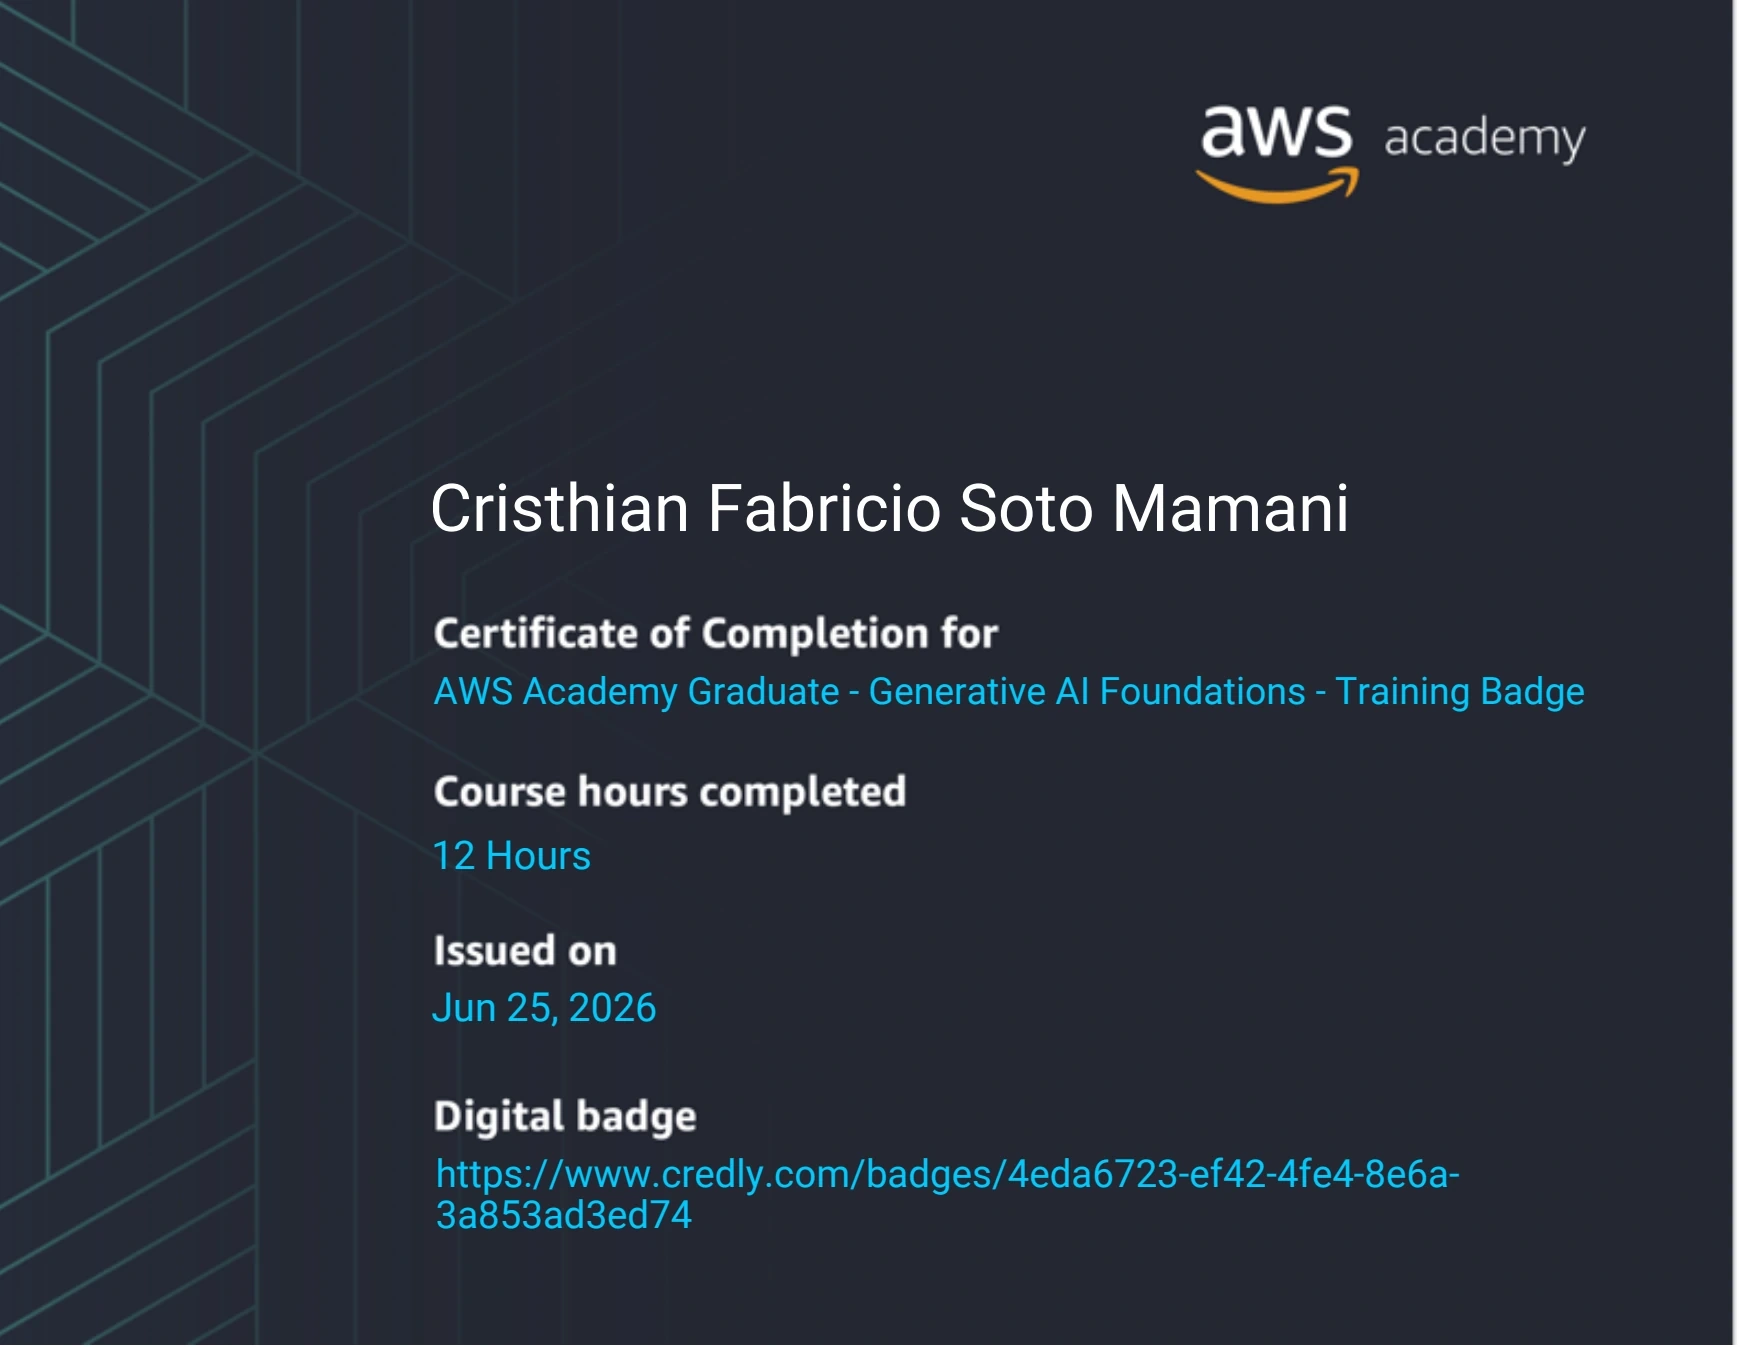 aws academy
Cristhian Fabricio Soto Mamani
Certificate of Completion for
AWS Academy Graduate - Generative AI Foundations - Training Badge
Course hours completed
12 Hours
Issued on
Jun 25, 2026
Digital badge
https://www.credly.com/badges/4eda6723-ef42-4fe4-8e6a-
3a853ad3ed74